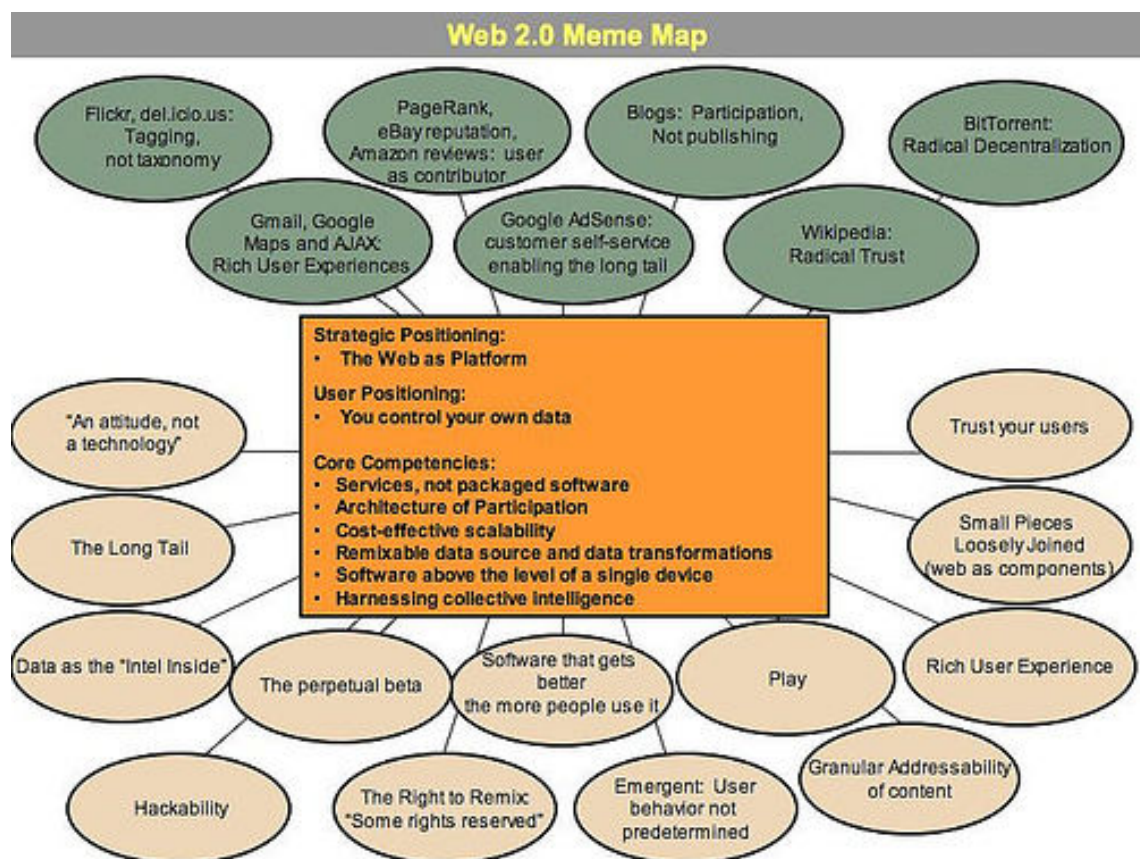 Web 2.0 Meme Map
Flickr, del.icio.us:
Tagging,
not taxonomy
PageRank,
eBay reputation,
Amazon reviews: user
as contributor
Blogs: Participation,
Not publishing
BitTorrent:
Radical Decentralization
Gmail, Google
Maps and AJAX:
Rich User Experiences
Google AdSense:
customer self-service
enabling the long tail
Wikipedia:
Radical Trust
Strategic Positioning:
• The Web as Platform
User Positioning:
• You control your own data
Core Competencies:
• Services, not packaged software
• Architecture of Participation
• Cost-effective scalability
• Remixable data source and data transformations
• Software above the level of a single device
• Harnessing collective intelligence
"An attitude, not
a technology"
Trust your users
The Long Tail
Small Pieces
Loosely Joined
(web as components)
Data as the "Intel Inside"
The perpetual beta
Software that gets
better
the more people use it
Play
Rich User Experience
Hackability
The Right to Remix:
"Some rights reserved"
Emergent: User
behavior not
predetermined
Granular Addressability
of content